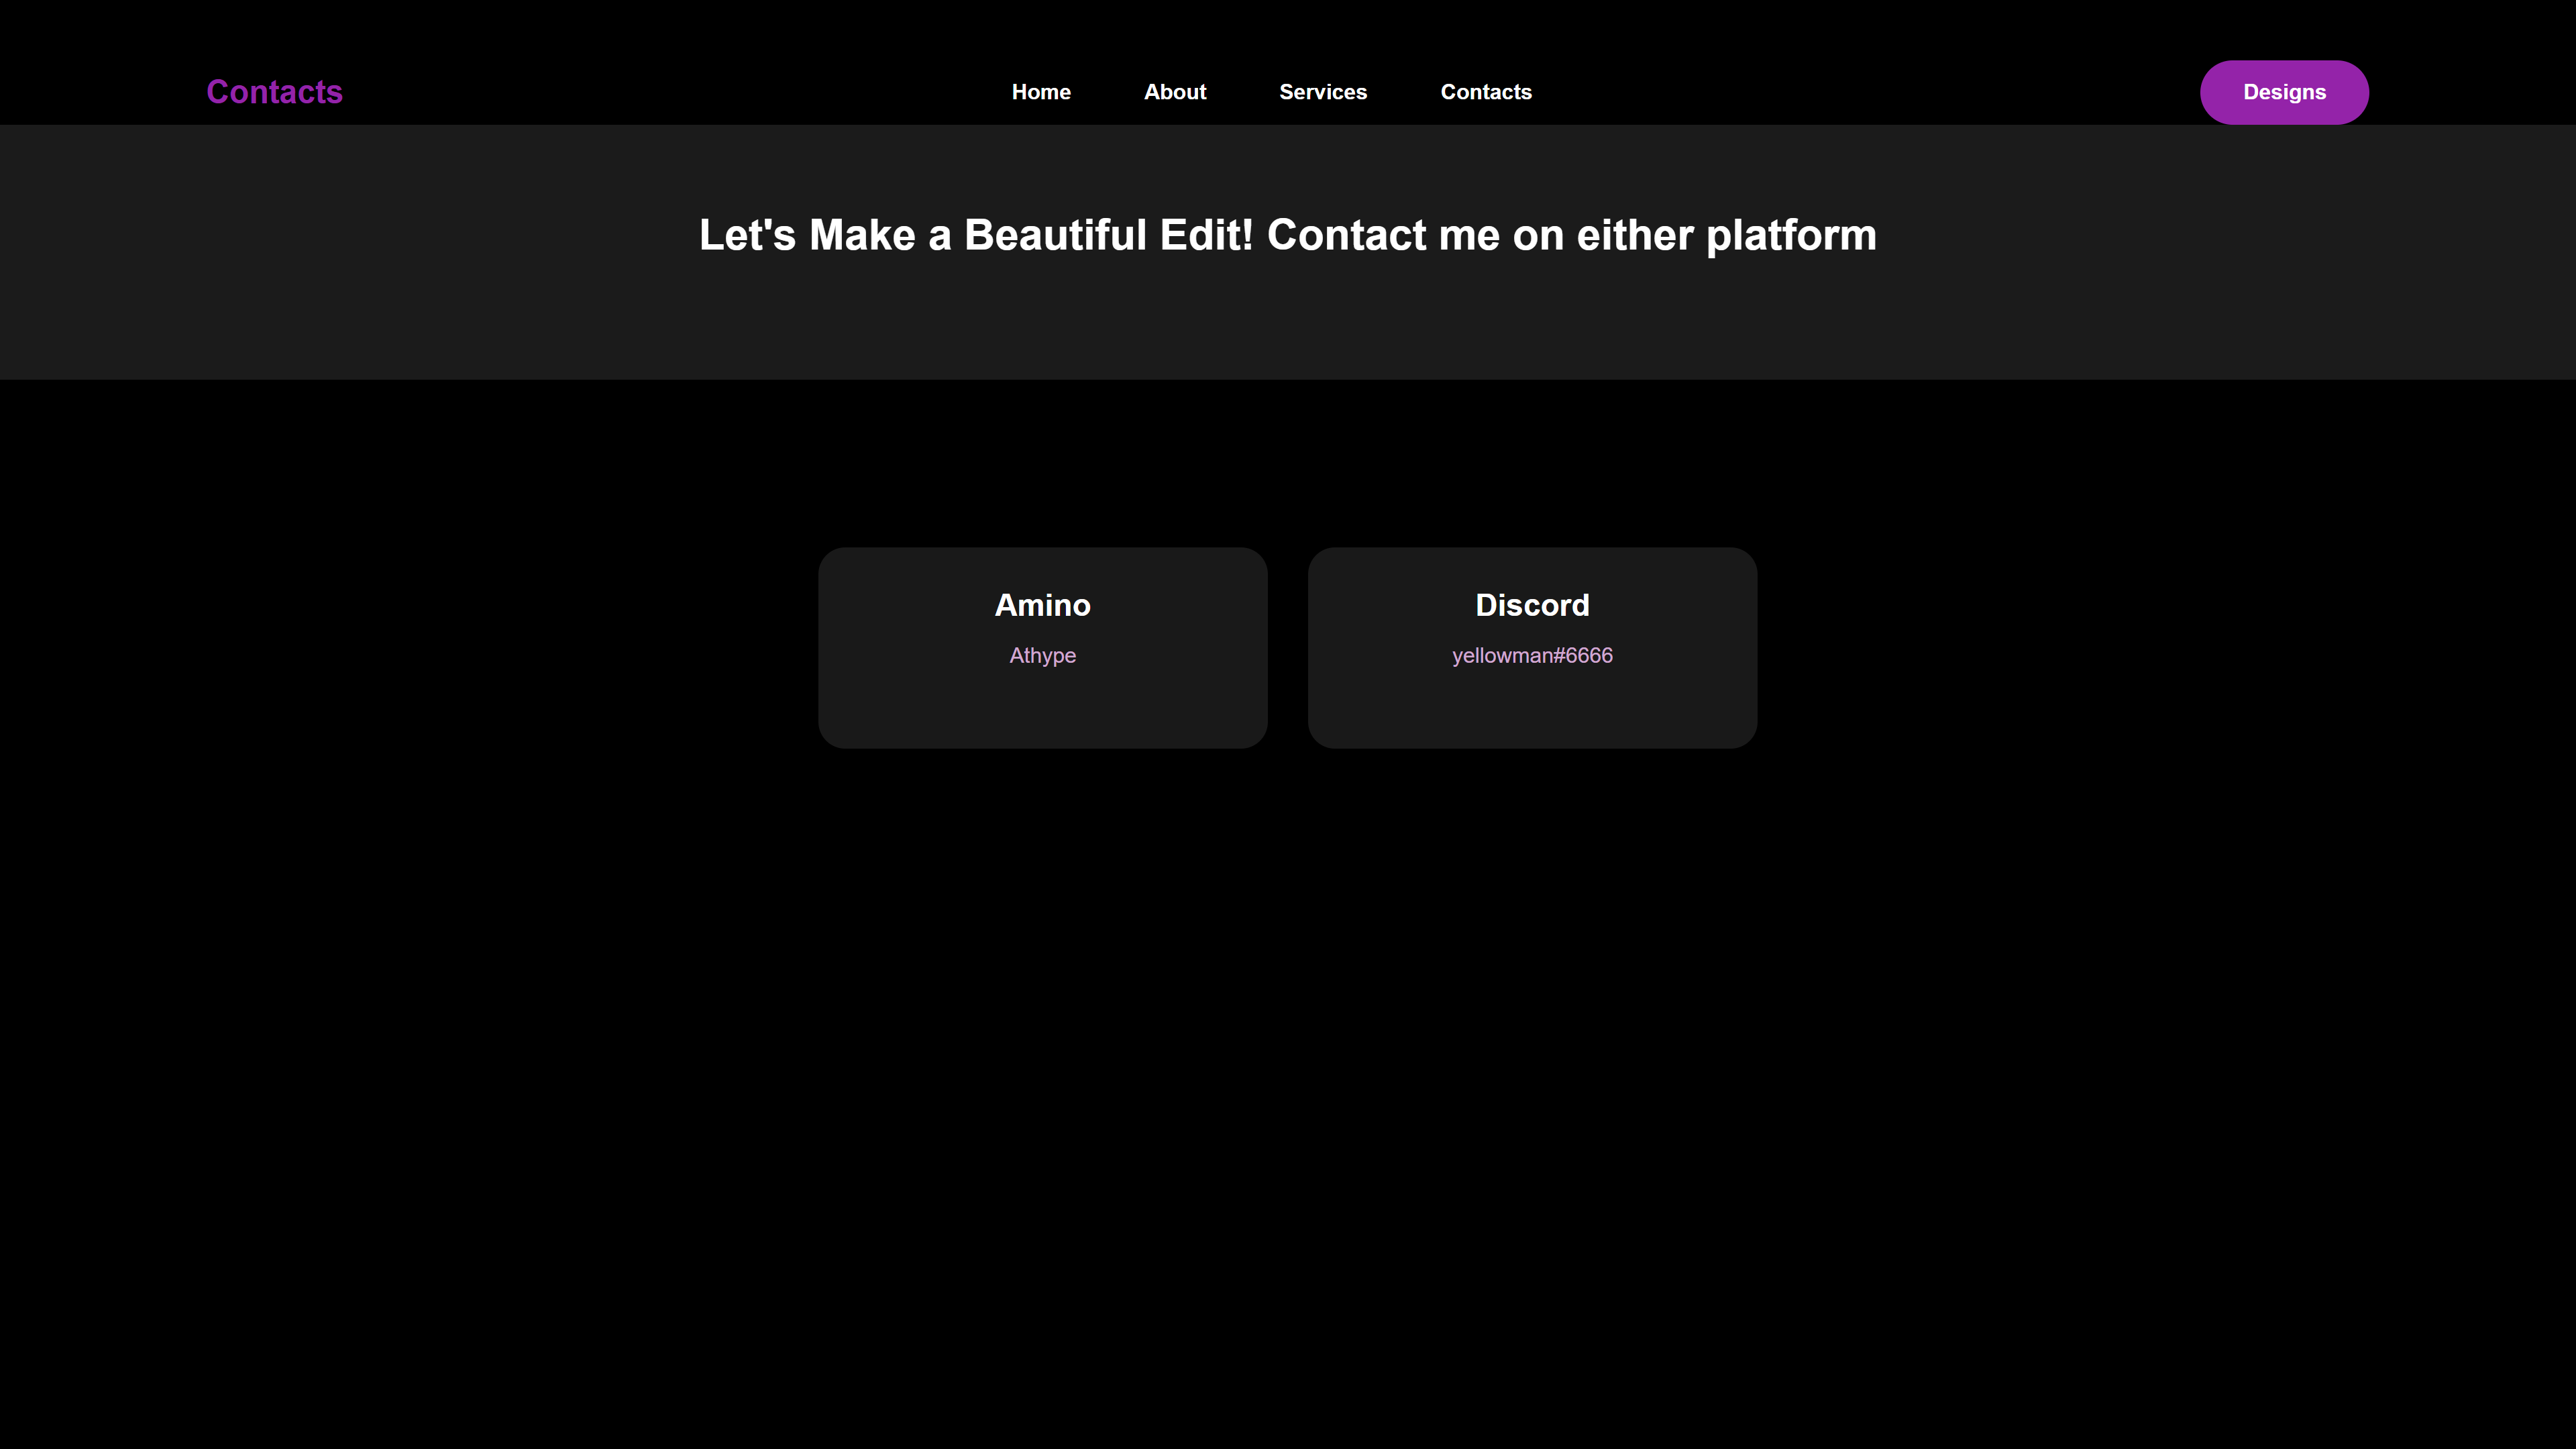 Contacts
Home About Services Contacts
Designs
Let's Make a Beautiful Edit! Contact me on either platform
Amino
Athype
Discord
yellowman#6666